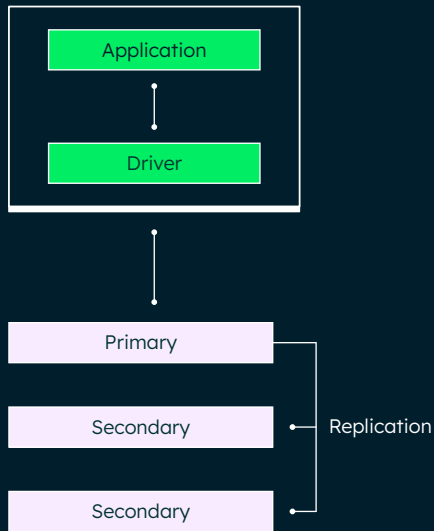 Application
Driver
Primary
Secondary
Replication
Secondary